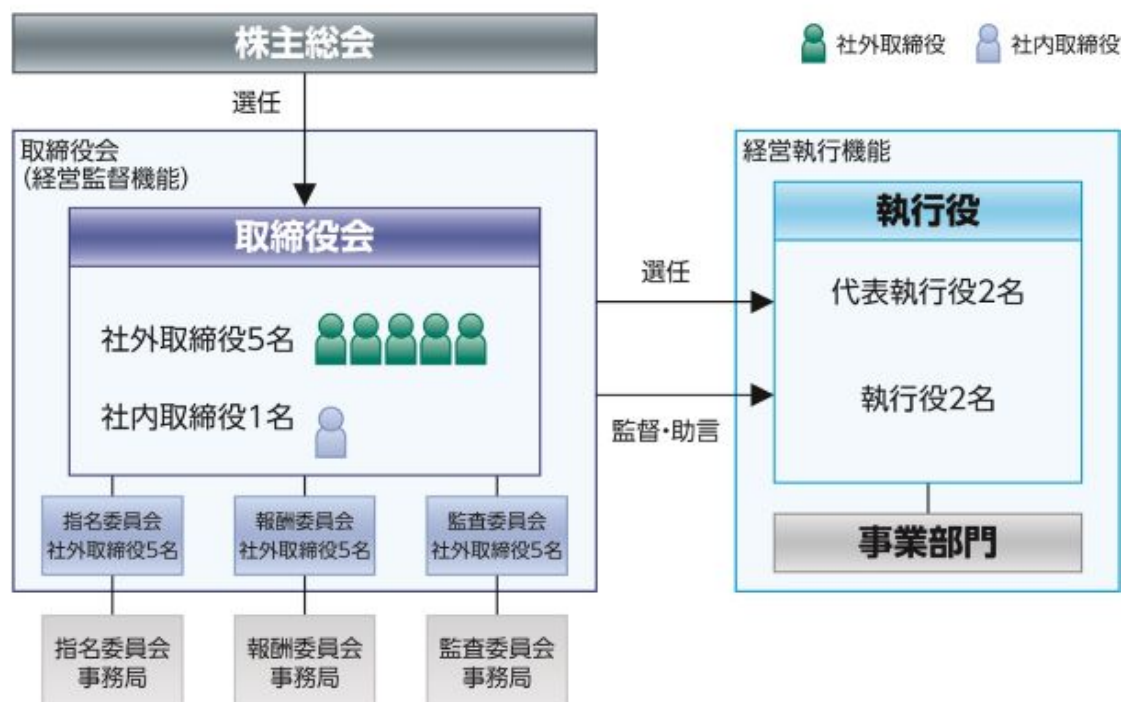 株主総会
社外取締役
社内取締役
選任
取締役会
(経営監督機能)
取締役会
社外取締役5名
社内取締役1名
指名委員会
社外取締役5名
報酬委員会
社外取締役5名
監査委員会
社外取締役5名
指名委員会
事務局
報酬委員会
事務局
監査委員会
事務局
選任
監督・助言
経営執行機能
執行役
代表執行役2名
執行役2名
事業部門